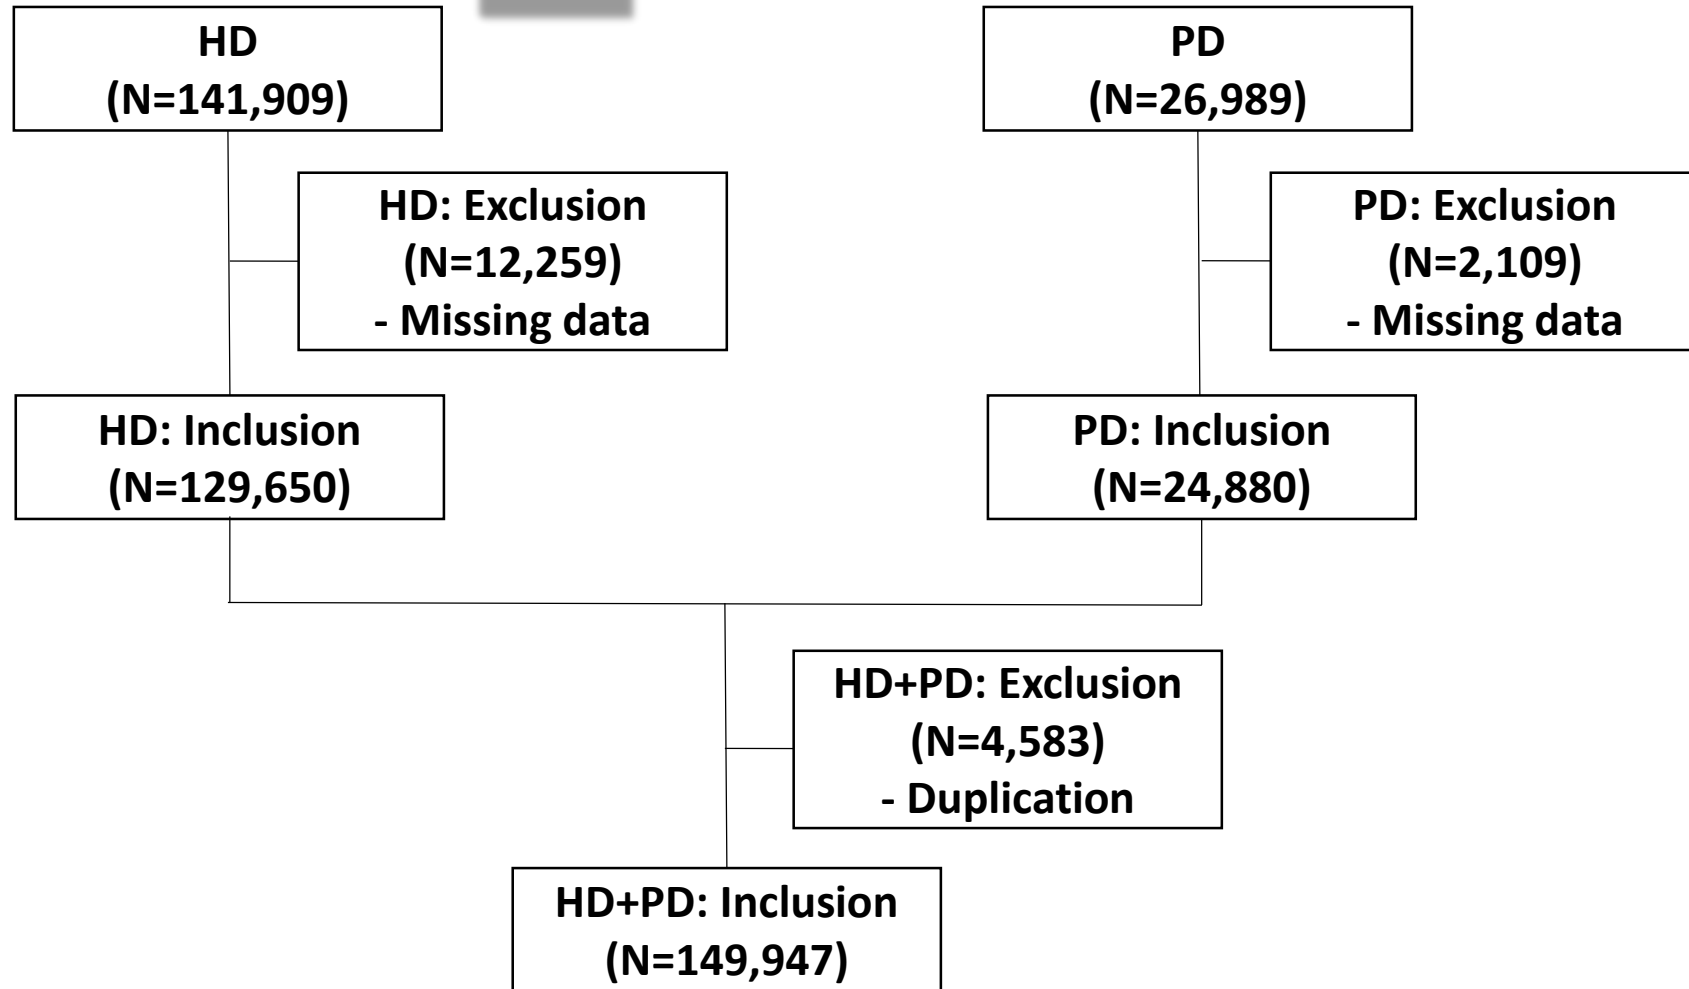 HD
(N=141,909)
PD
(N=26,989)
HD: Exclusion
(N=12,259)
- Missing data
PD: Exclusion
(N=2,109)
- Missing data
HD: Inclusion
(N=129,650)
PD: Inclusion
(N=24,880)
HD+PD: Exclusion
(N=4,583)
- Duplication
HD+PD: Inclusion
(N=149,947)